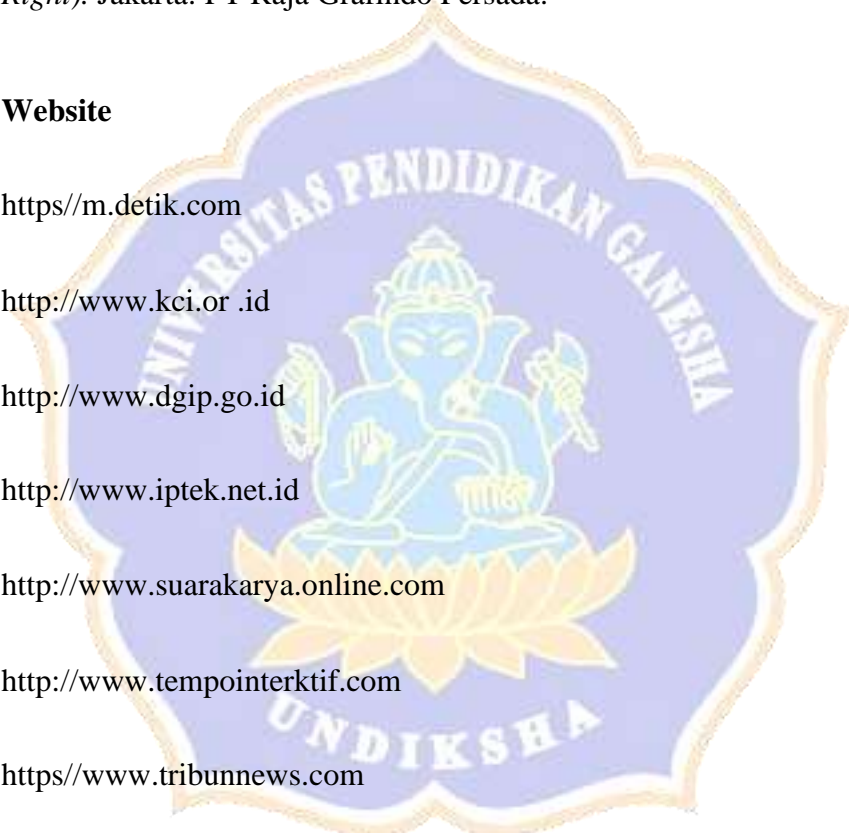 Right). Jakarta: PT Raja Grafindo Persada.
Website
https//m.detik.com
http://www.kci.or .id
http://www.dgip.go.id
http://www.iptek.net.id
http://www.suarakarya.online.com
http://www.tempointerktif.com
https//www.tribunnews.com
UNIVERSITAS PENDIDIKAN GANESHA
UNDIKSHA